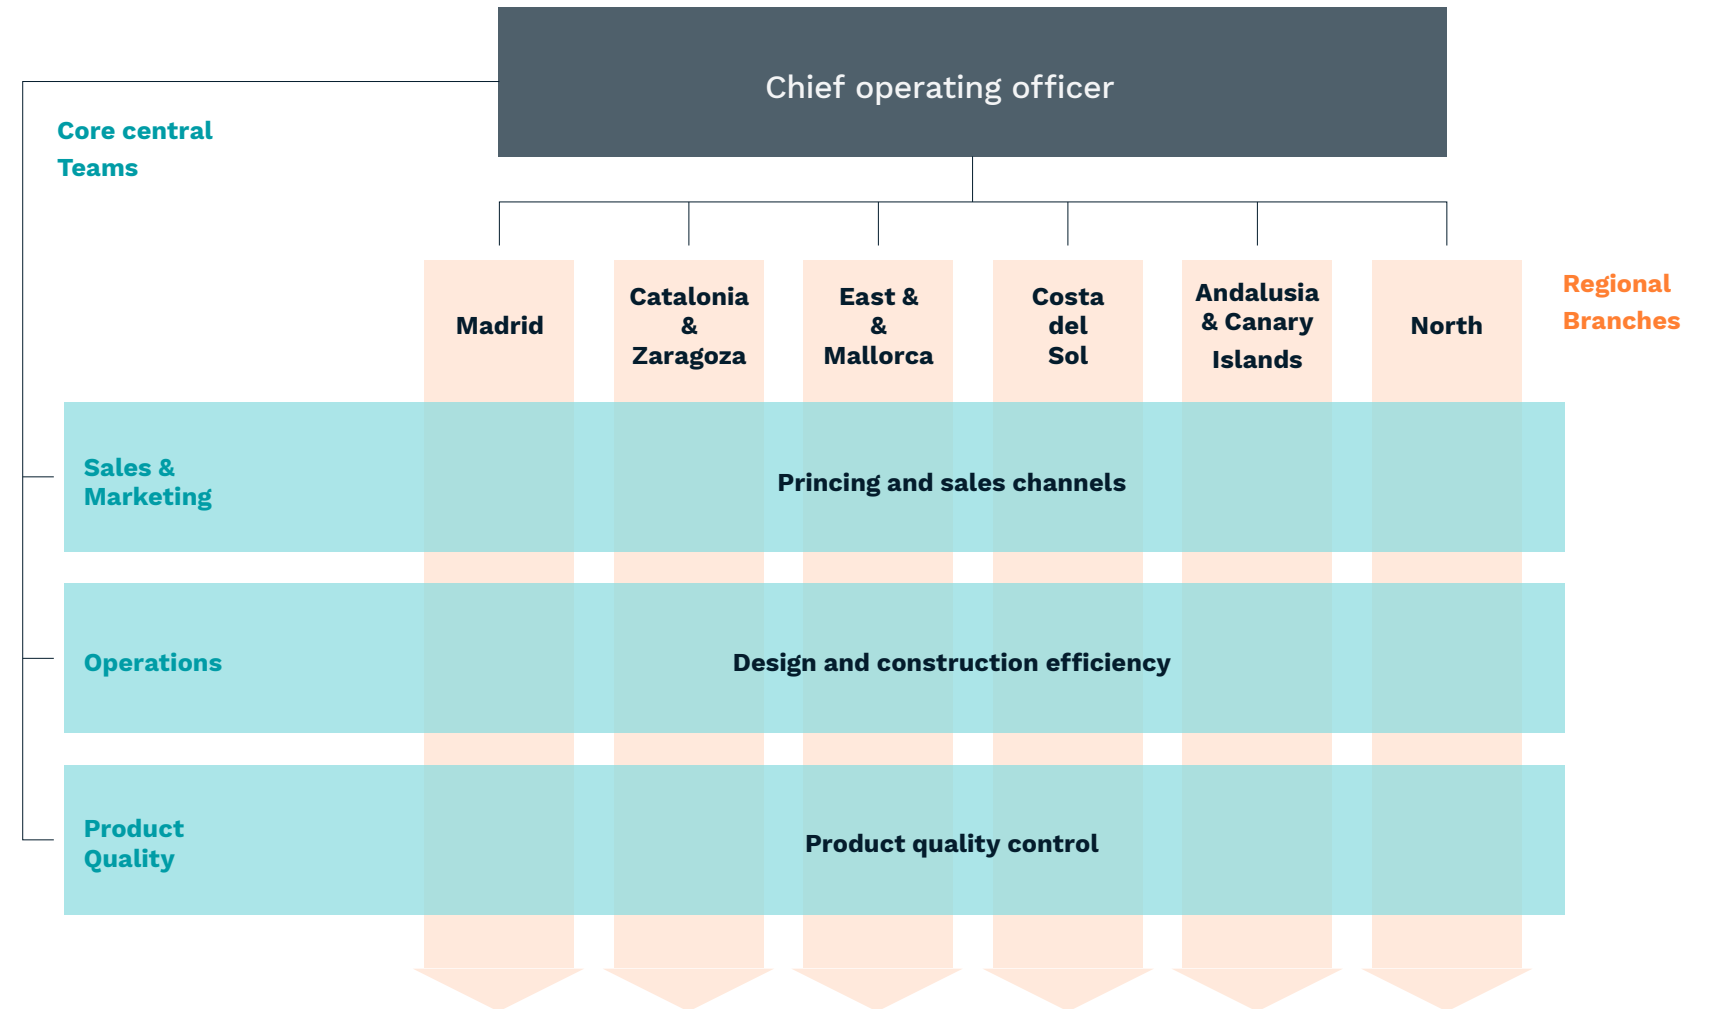 Chief operating officer
Core central
Teams
Madrid
Catalonia
&
Zaragoza
East &
&
Mallorca
Costa
del
Sol
Andalusia
& Canary
Islands
North
Regional
Branches
Sales &
Marketing
Princing and sales channels
Operations
Design and construction efficiency
Product
Quality
Product quality control